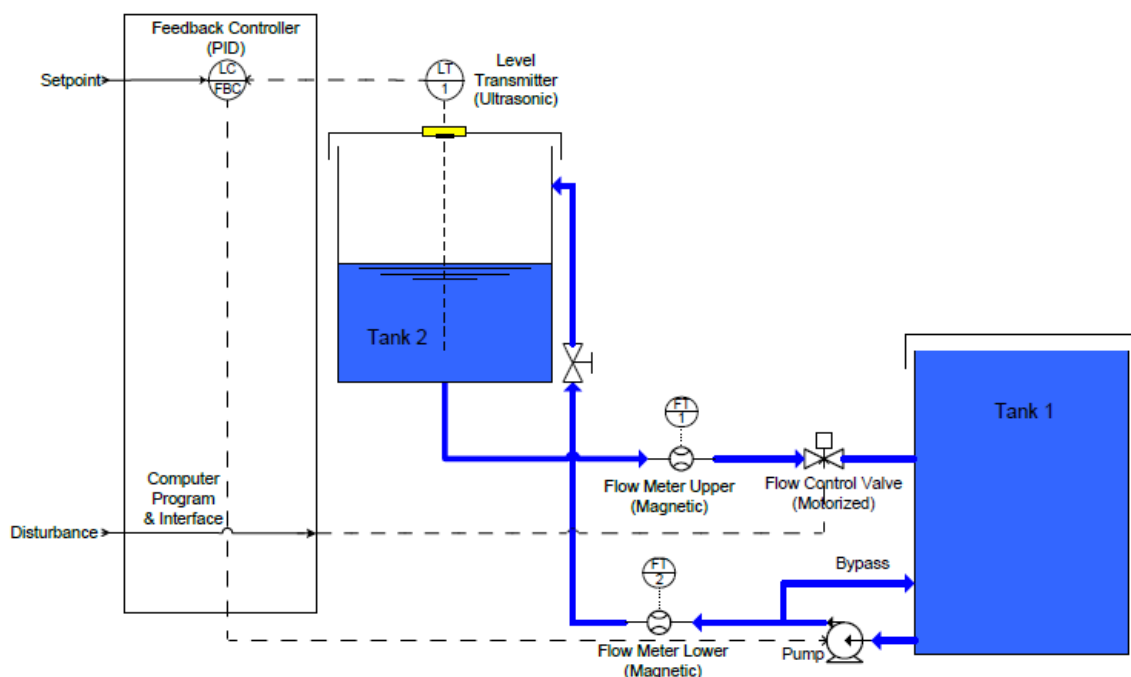 Feedback Controller
(PID)
Setpoint
LC
FBC
LT
1
Level
Transmitter
(Ultrasonic)
Tank 2
Tank 1
FT
1
Flow Meter Upper
(Magnetic)
Flow Control Valve
(Motorized)
Computer
Program
& Interface
Disturbance
Bypass
FT
2
Flow Meter Lower
(Magnetic)
Pump